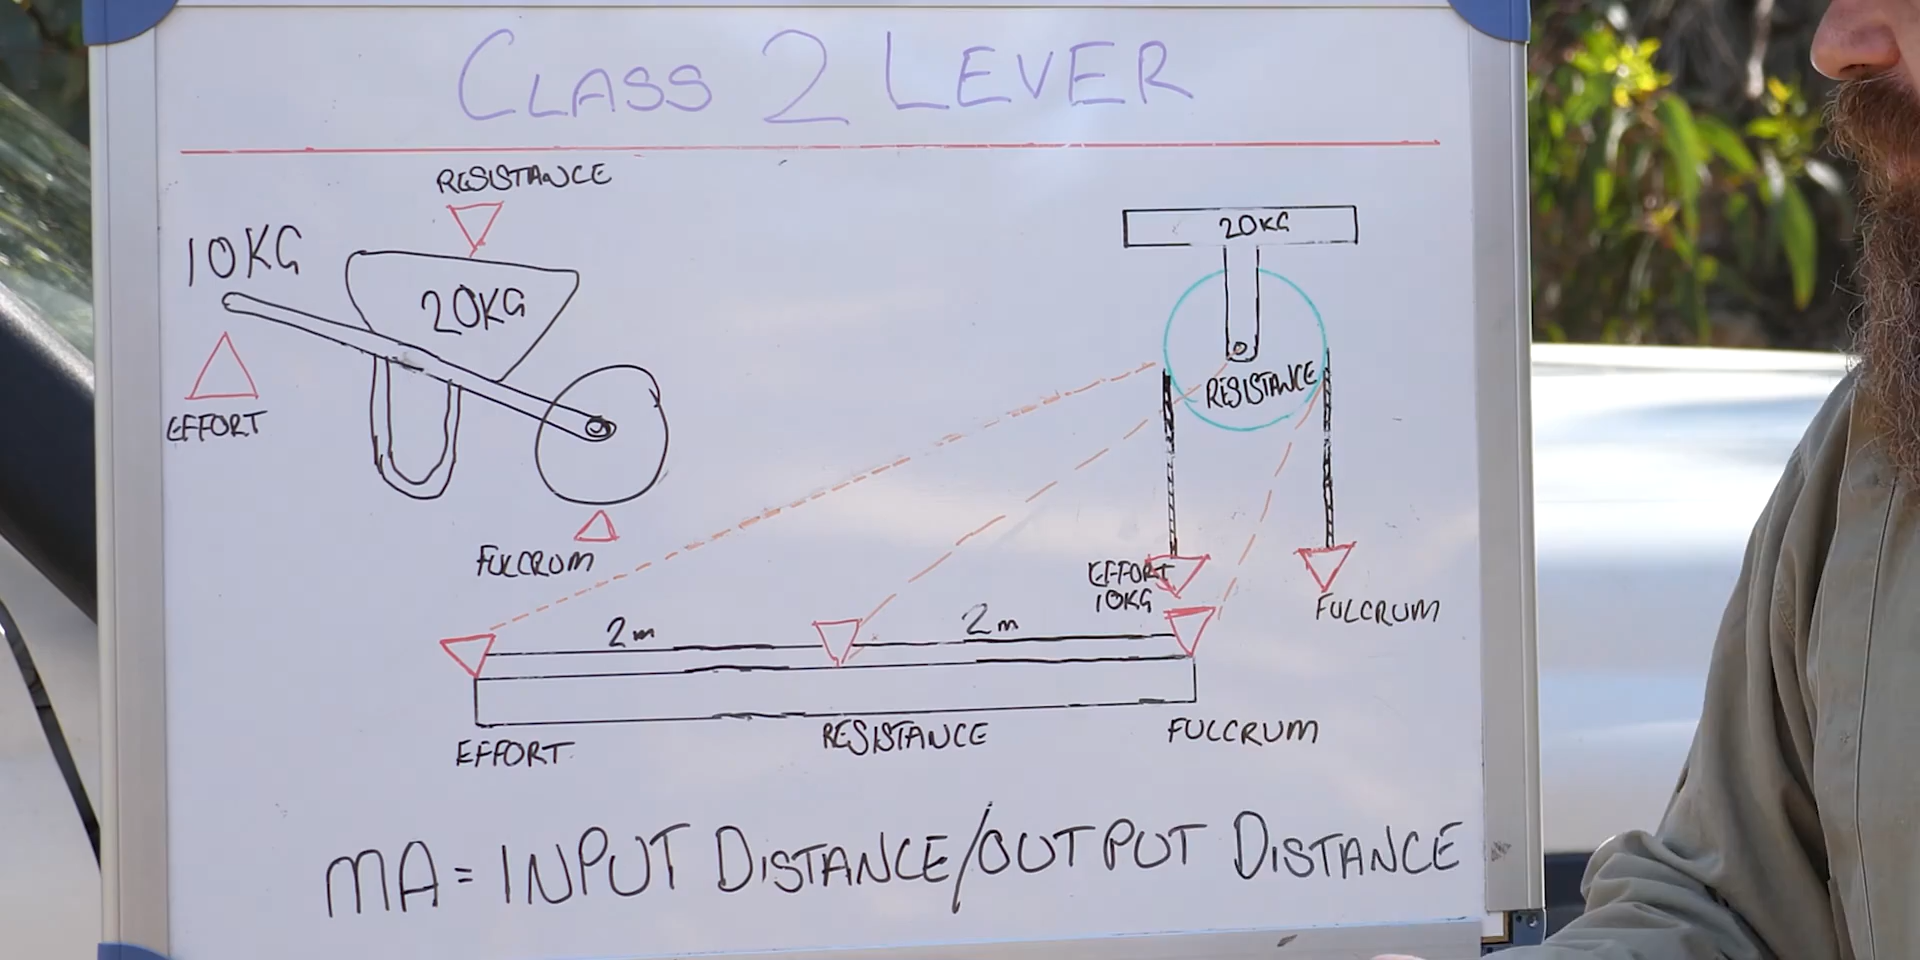 CLASS 2 LEVER
RESISTANCE
10KG
20KG
EFFORT
FULCRUM
20KG
RESISTANCE
EFFORT
10KG
FULCRUM
2m
2m
EFFORT
RESISTANCE
FULCRUM
MA = INPUT DISTANCE/OUTPUT DISTANCE